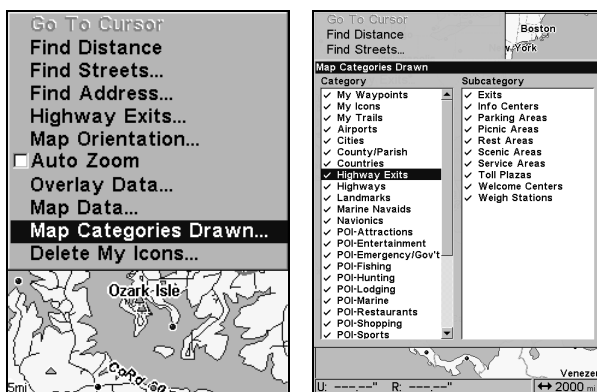 Go To Cursor
Find Distance
Find Streets...
Find Address...
Highway Exits...
Map Orientation...
Auto Zoom
Overlay Data...
Map Data...
Map Categories Drawn...
Delete My Icons...
Ozark Isle
5mi
Go To Cursor
Find Distance
Find Streets...
Boston
York
Map Categories Drawn
Category
My Waypoints
My Icons
My Trails
Airports
Cities
County/Parish
Countries
Highway Exits
Highways
Landmarks
Marine Navaids
Navionics
POI-Attractions
POI-Entertainment
POI-Emergency/Gov't
POI-Fishing
POI-Hunting
POI-Lodging
POI-Marine
POI-Restaurants
POI-Shopping
POI-Sports
Subcategory
Exits
Info Centers
Parking Areas
Picnic Areas
Rest Areas
Scenic Areas
Service Areas
Toll Plazas
Welcome Centers
Weigh Stations
Venezue
U: ---.--" R: ---.--" ↔ 2000 mi